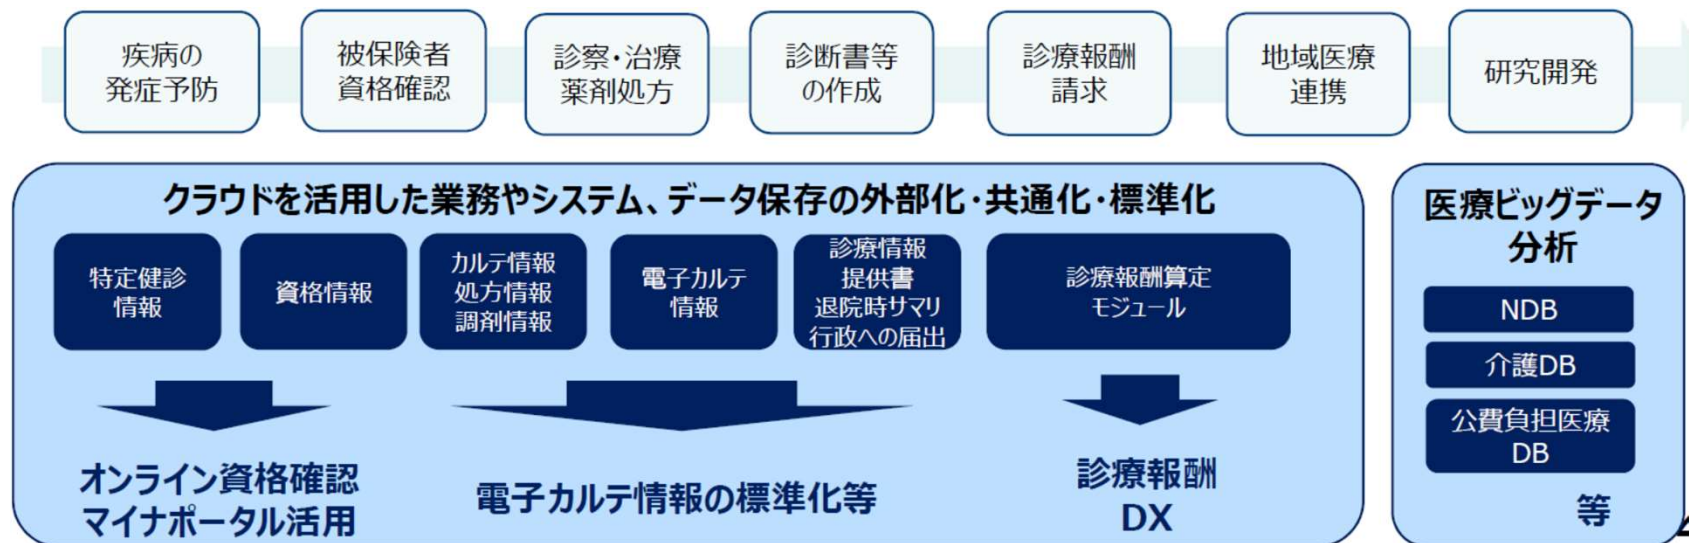 疾病の
発症予防
被保険者
資格確認
診察・治療
薬剤処方
診断書等
の作成
診療報酬
請求
地域医療
連携
研究開発
クラウドを活用した業務やシステム、データ保存の外部化・共通化・標準化
特定健診
情報
資格情報
カルテ情報
処方情報
調剤情報
電子カルテ
情報
診療情報
提供書
退院時サマリ
行政への届出
診療報酬算定
モジュール
オンライン資格確認
マイナポータル活用
電子カルテ情報の標準化等
診療報酬
DX
医療ビッグデータ
分析
NDB
介護DB
公費負担医療
DB
等